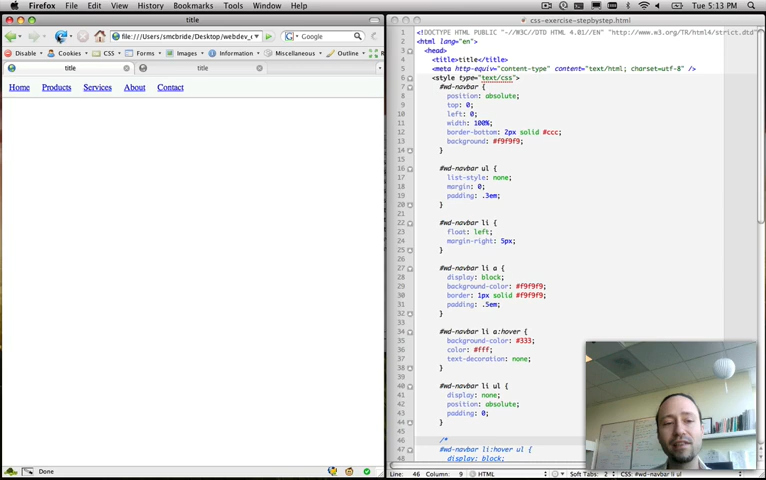 Firefox File Edit View History Bookmarks Tools Window Help
Tue 5:13 PM
title
css-exercise-stepbystep.html
file:///Users/smcbride/Desktop/webdev_c
Google
Disable Cookies CSS Forms Images Information Miscellaneous Outline
title title
Home Products Services About Contact
1 <!DOCTYPE HTML PUBLIC "-//W3C//DTD HTML 4.01//EN" "http://www.w3.org/TR/html4/strict.dtd"
2 <html lang="en">
3 <head>
4 <title>title</title>
5 <meta http-equiv="content-type" content="text/html; charset=utf-8" />
6 <style type="text/css">
7 #wd-navbar {
8 position: absolute;
9 top: 0;
10 left: 0;
11 width: 100%;
12 border-bottom: 2px solid #ccc;
13 background: #f9f9f9;
14 }
15
16 #wd-navbar ul {
17 list-style: none;
18 margin: 0;
19 padding: .3em;
20 }
21
22 #wd-navbar li {
23 float: left;
24 margin-right: 5px;
25 }
26
27 #wd-navbar li a {
28 display: block;
29 background-color: #f9f9f9;
30 border: 1px solid #f9f9f9;
31 padding: .5em;
32 }
33
34 #wd-navbar li a:hover {
35 background-color: #333;
36 color: #fff;
37 text-decoration: none;
38 }
39
40 #wd-navbar li ul {
41 display: none;
42 position: absolute;
43 padding: 0;
44 }
45
46 /*
47 #wd-navbar li:hover ul {
48 display: block;
Done
Line: 46 Column: 9 HTML Soft Tabs: 2 CSS: #wd-navbar li ul